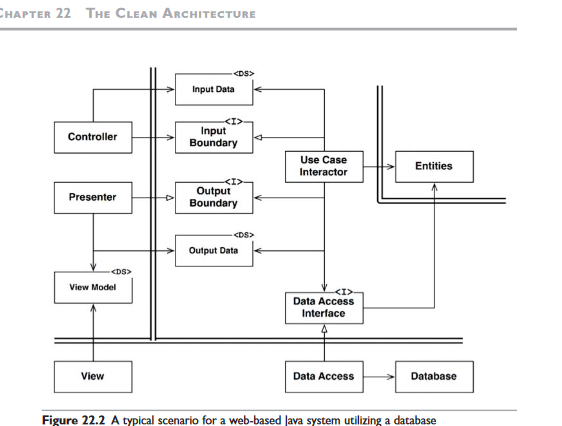 CHAPTER 22 THE CLEAN ARCHITECTURE
<DS>
Input Data
<I>
Controller
Input
Boundary
Use Case
Interactor
Entities
<I>
Presenter
Output
Boundary
<DS>
Output Data
<DS>
View Model
<I>
Data Access
Interface
View
Data Access
Database
Figure 22.2 A typical scenario for a web-based Java system utilizing a database